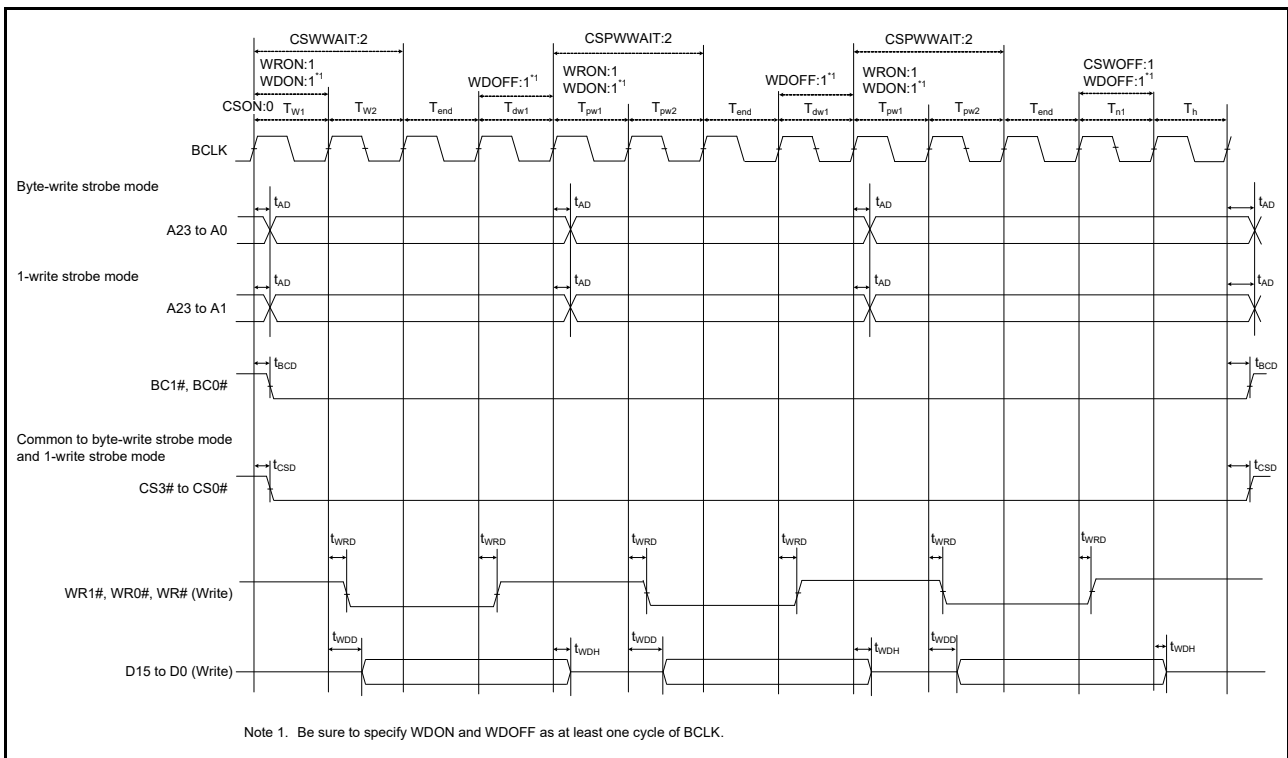 CSWWAIT:2
CSPWWAIT:2
CSPWWAIT:2
WRON:1
WDON:1*1
WDOFF:1*1
WRON:1
WDON:1*1
WDOFF:1*1
WRON:1
WDON:1*1
CSWOFF:1
WDOFF:1*1
CSON:0
TW1 TW2 Tend Tdw1 Tpw1 Tpw2 Tend Tdw1 Tpw1 Tpw2 Tend Tn1 Th
BCLK
Byte-write strobe mode
tAD tAD tAD tAD
A23 to A0
1-write strobe mode
tAD tAD tAD tAD
A23 to A1
tBCD tBCD
BC1#, BC0#
Common to byte-write strobe mode
and 1-write strobe mode
tCSD tCSD
CS3# to CS0#
tWRD tWRD tWRD tWRD tWRD tWRD
WR1#, WR0#, WR# (Write)
tWDD tWDH tWDD tWDH tWDD tWDH
D15 to D0 (Write)
Note 1. Be sure to specify WDON and WDOFF as at least one cycle of BCLK.